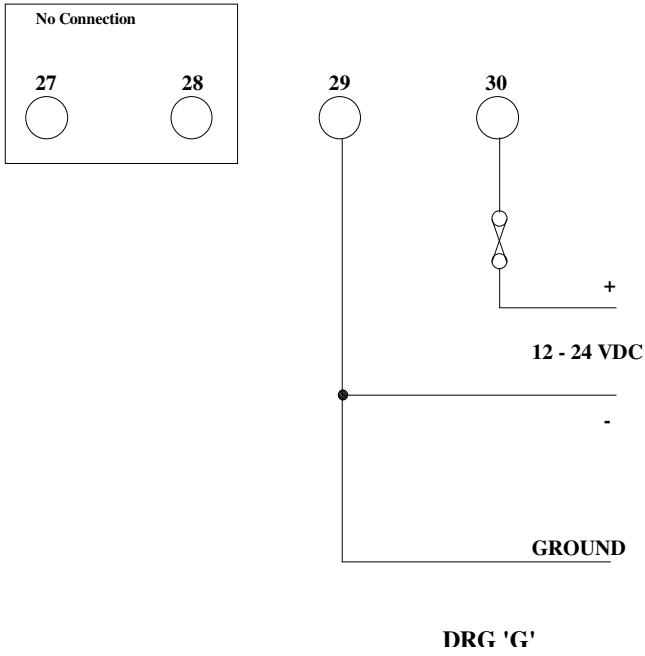 No Connection
27 28 29 30
+
12 - 24 VDC
-
GROUND
DRG 'G'